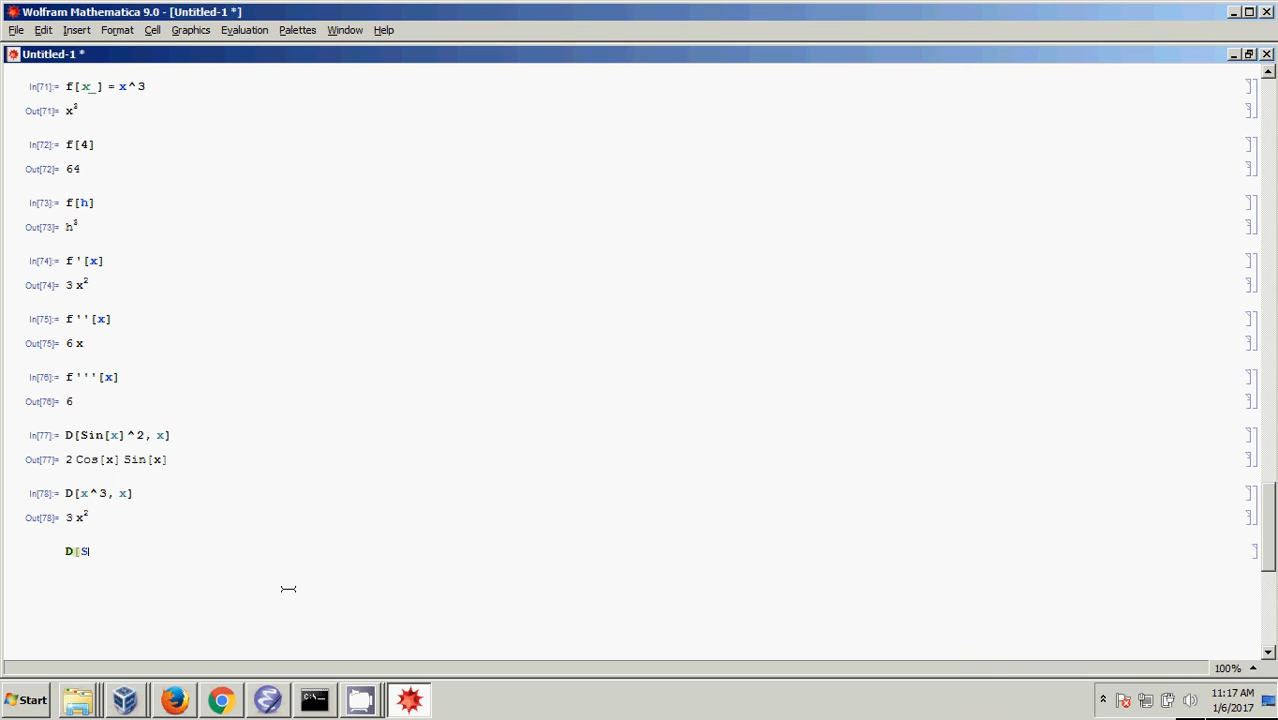 Wolfram Mathematica 9.0 - [Untitled-1 *]
File Edit Insert Format Cell Graphics Evaluation Palettes Window Help
Untitled-1 *
In[71]:= f[x_] = x^3
Out[71]= x³
In[72]:= f[4]
Out[72]= 64
In[73]:= f[h]
Out[73]= h³
In[74]:= f'[x]
Out[74]= 3 x²
In[75]:= f''[x]
Out[75]= 6 x
In[76]:= f'''[x]
Out[76]= 6
In[77]:= D[Sin[x]^2, x]
Out[77]= 2 Cos[x] Sin[x]
In[78]:= D[x^3, x]
Out[78]= 3 x²
D[S
100%
Start
C:\
11:17 AM
1/6/2017